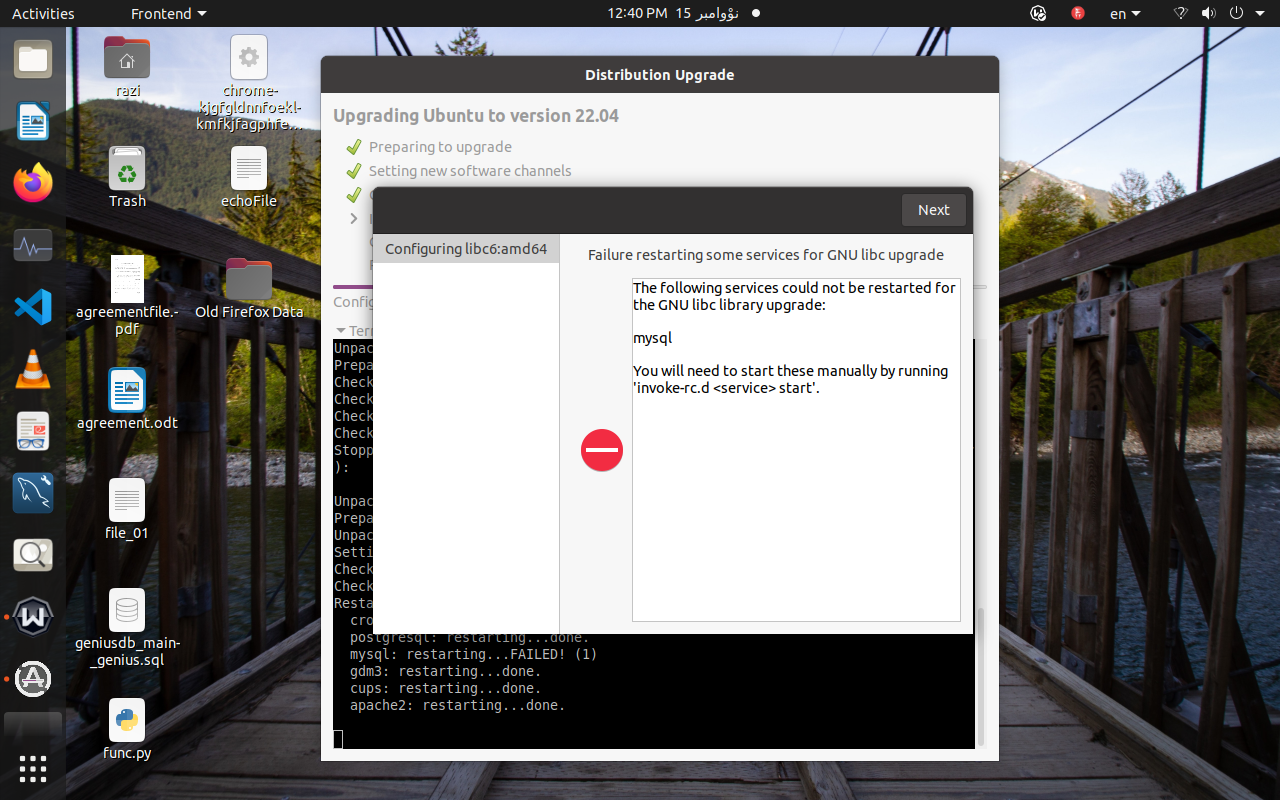 Activities
Frontend
12:40 PM نۆوامبر 15
en
razi
chrome-
kjgfgldnnfoekl-
kmfkjfagphfe...
Trash
echoFile
agreementfile.-
pdf
Old Firefox Data
agreement.odt
file_01
geniusdb_main-
_genius.sql
func.py
Distribution Upgrade
Upgrading Ubuntu to version 22.04
Preparing to upgrade
Setting new software channels
Next
Configuring libc6:amd64
Failure restarting some services for GNU libc upgrade
The following services could not be restarted for
the GNU libc library upgrade:
mysql
You will need to start these manually by running
'invoke-rc.d <service> start'.
Config
Term
Unpac
Prepa
Check
Check
Check
Check
Stopp
):
Unpac
Prepa
Unpac
Setti
Check
Check
Resta
cro
postgresql: restarting...done.
mysql: restarting...FAILED! (1)
gdm3: restarting...done.
cups: restarting...done.
apache2: restarting...done.